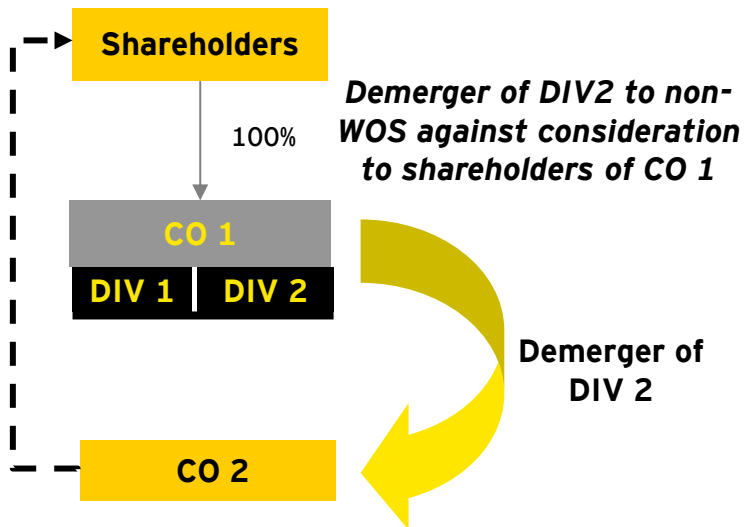 Shareholders
Demerger of DIV2 to non-
WOS against consideration
to shareholders of CO 1
100%
CO 1
DIV 1
DIV 2
Demerger of
DIV 2
CO 2